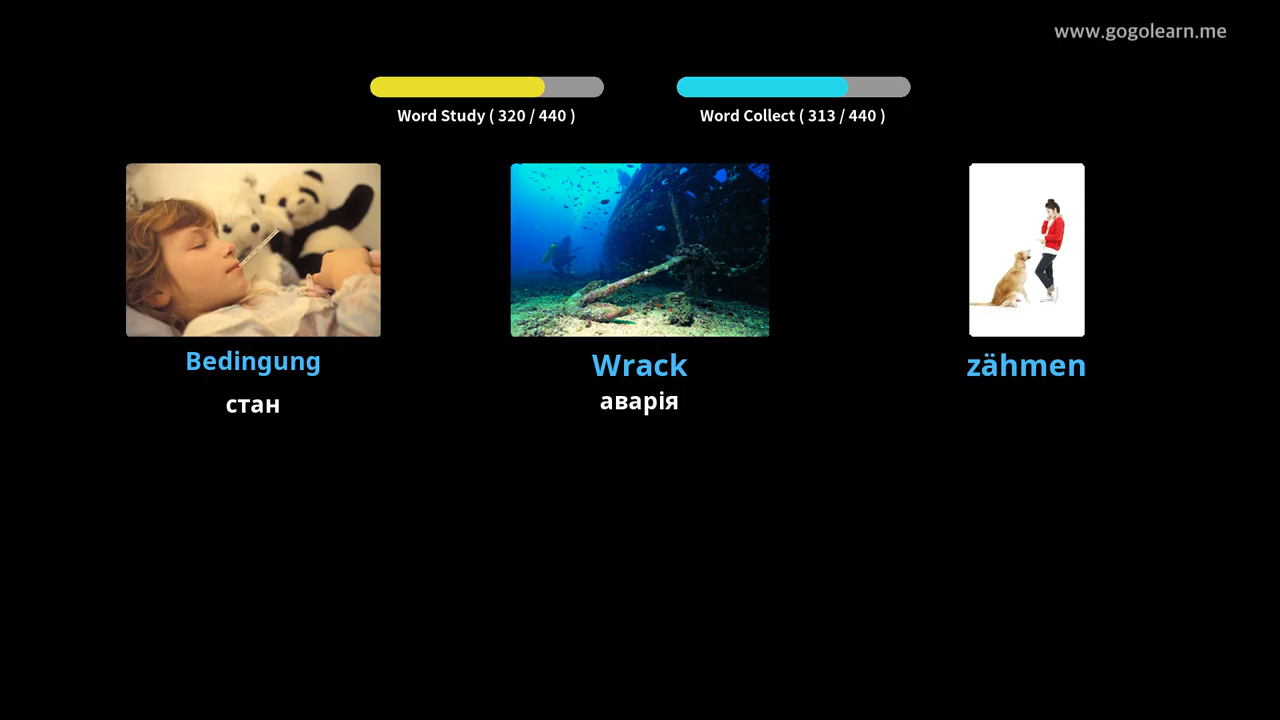 www.gogolearn.me
Word Study ( 320 / 440 )
Word Collect ( 313 / 440 )
Bedingung
стан
Wrack
аварія
zähmen